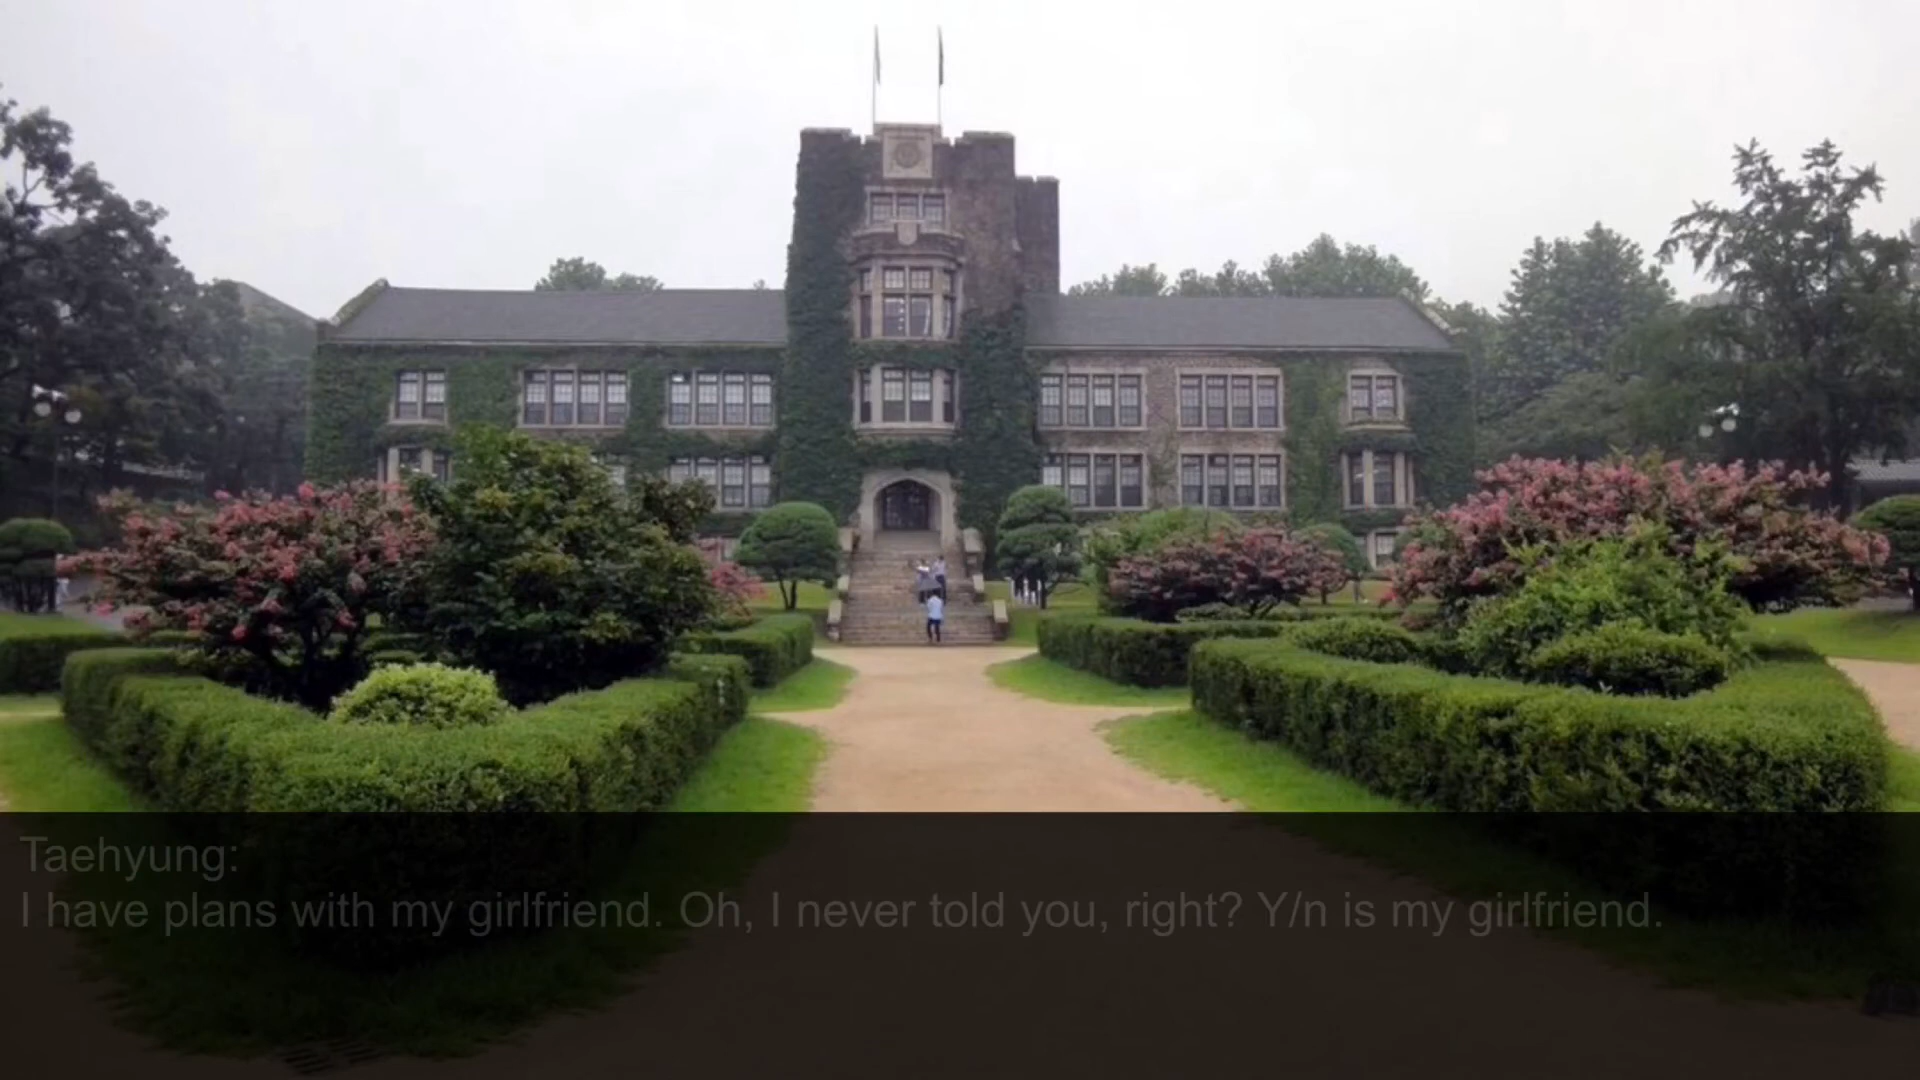 Taehyung:
I have plans with my girlfriend. Oh, I never told you, right? Y/n is my girlfriend.